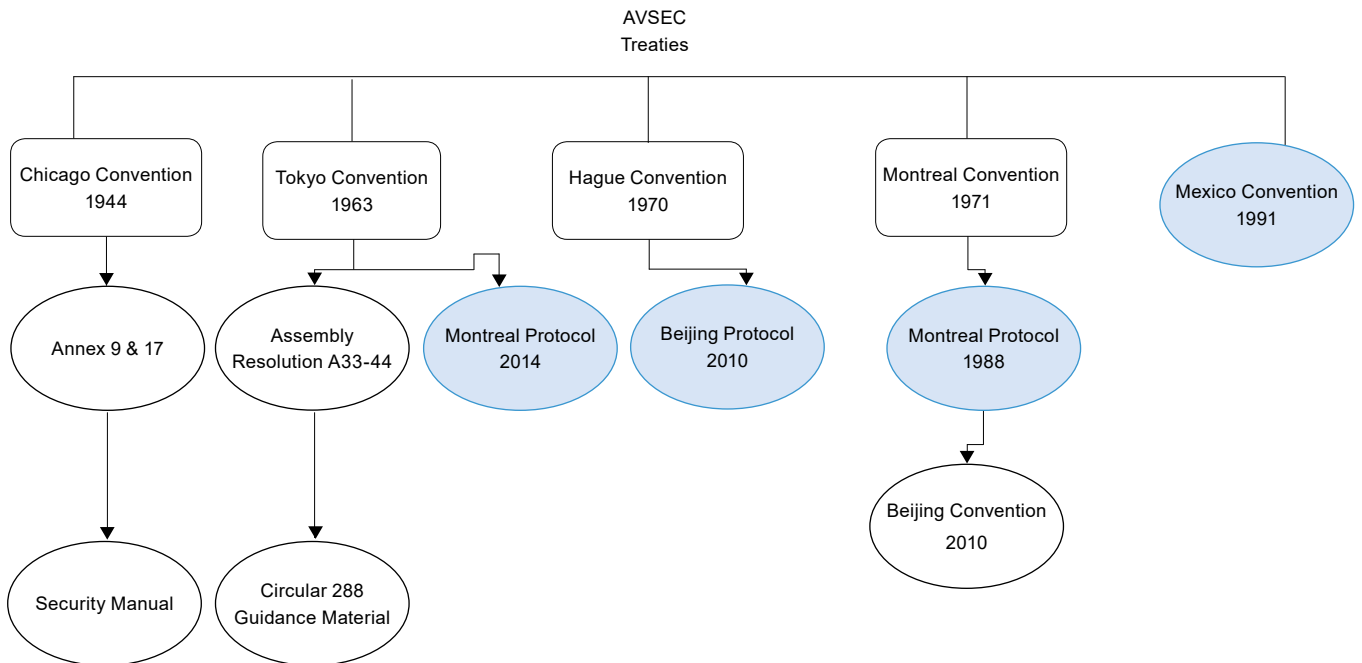 AVSEC
Treaties
Chicago Convention
1944
Tokyo Convention
1963
Hague Convention
1970
Montreal Convention
1971
Mexico Convention
1991
Annex 9 & 17
Assembly
Resolution A33-44
Montreal Protocol
2014
Beijing Protocol
2010
Montreal Protocol
1988
Beijing Convention
2010
Security Manual
Circular 288
Guidance Material